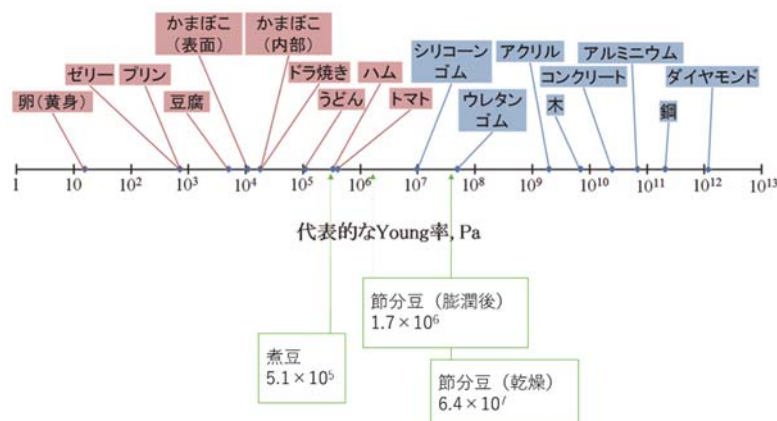 かまぼこ
(表面)
かまぼこ
(内部)
シリコーン
ゴム
アクリル
アルミニウム
ゼリー
プリン
ドラ焼き
ハム
コンクリート
ダイヤモンド
卵(黄身)
豆腐
うどん
トマト
ウレタン
ゴム
木
鋼
1
10
10²
10³
10⁴
10⁵
10⁶
10⁷
10⁸
10⁹
10¹⁰
10¹¹
10¹²
10¹³
代表的なYoung率, Pa
節分豆（膨潤後）
1.7×10⁶
煮豆
5.1×10⁵
節分豆（乾燥）
6.4×10⁷